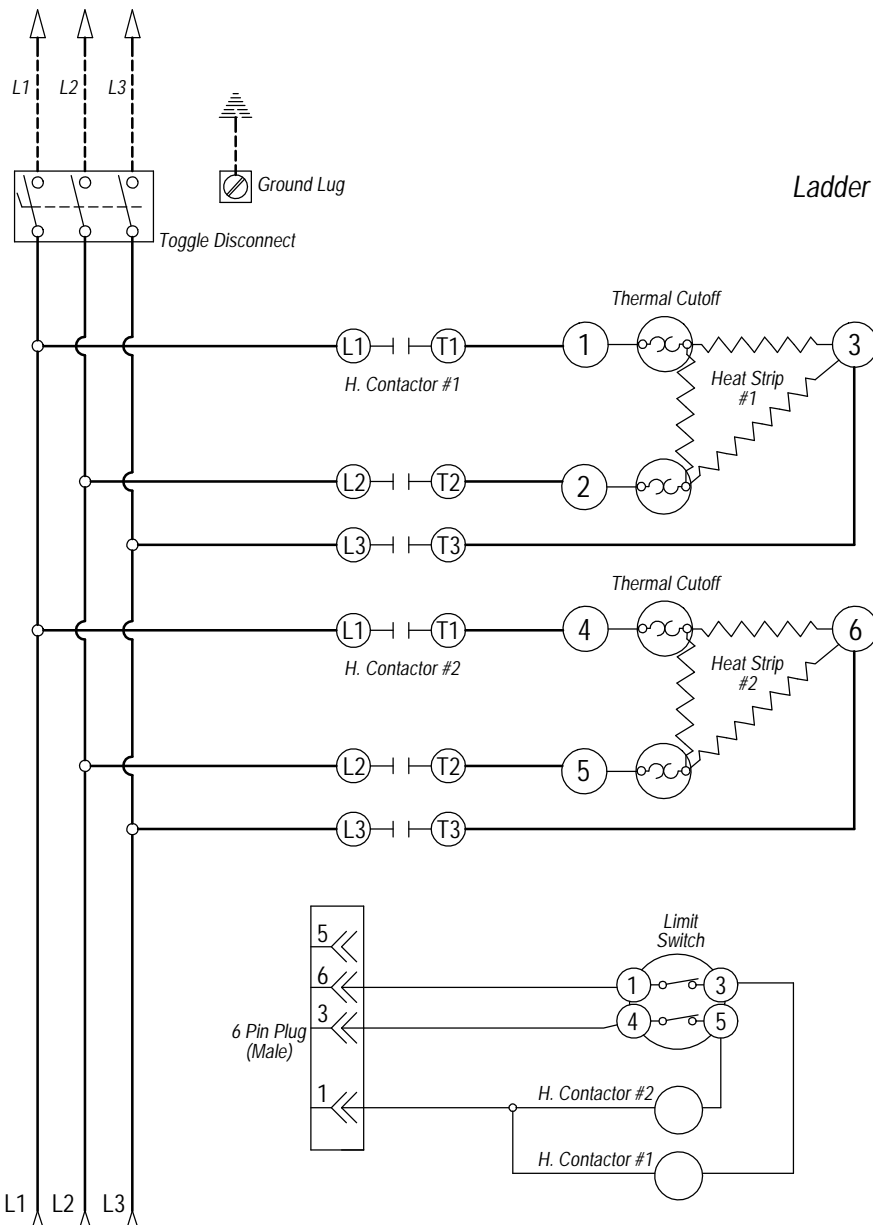 L1 L2 L3
Ground Lug
Ladder
Toggle Disconnect
Thermal Cutoff
L1 T1 1 3
H. Contactor #1
Heat Strip
#1
L2 T2 2
L3 T3
Thermal Cutoff
L1 T1 4 6
H. Contactor #2
Heat Strip
#2
L2 T2 5
L3 T3
Limit
Switch
5
6 1 3
3 4 5
6 Pin Plug
(Male)
1
H. Contactor #2
H. Contactor #1
L1 L2 L3